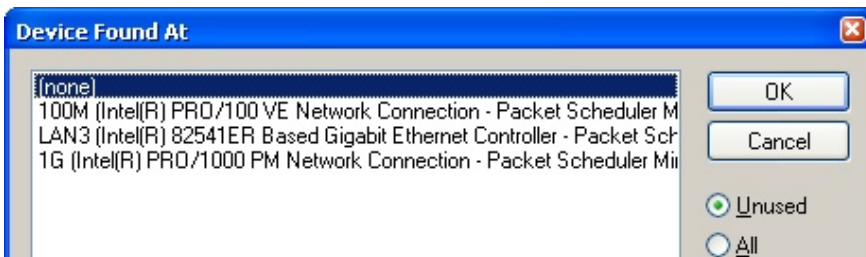 Device Found At
(none)
100M (Intel(R) PRO/100 VE Network Connection - Packet Scheduler M
LAN3 (Intel(R) 82541ER Based Gigabit Ethernet Controller - Packet Sch
1G (Intel(R) PRO/1000 PM Network Connection - Packet Scheduler Mii
OK
Cancel
Unused
All